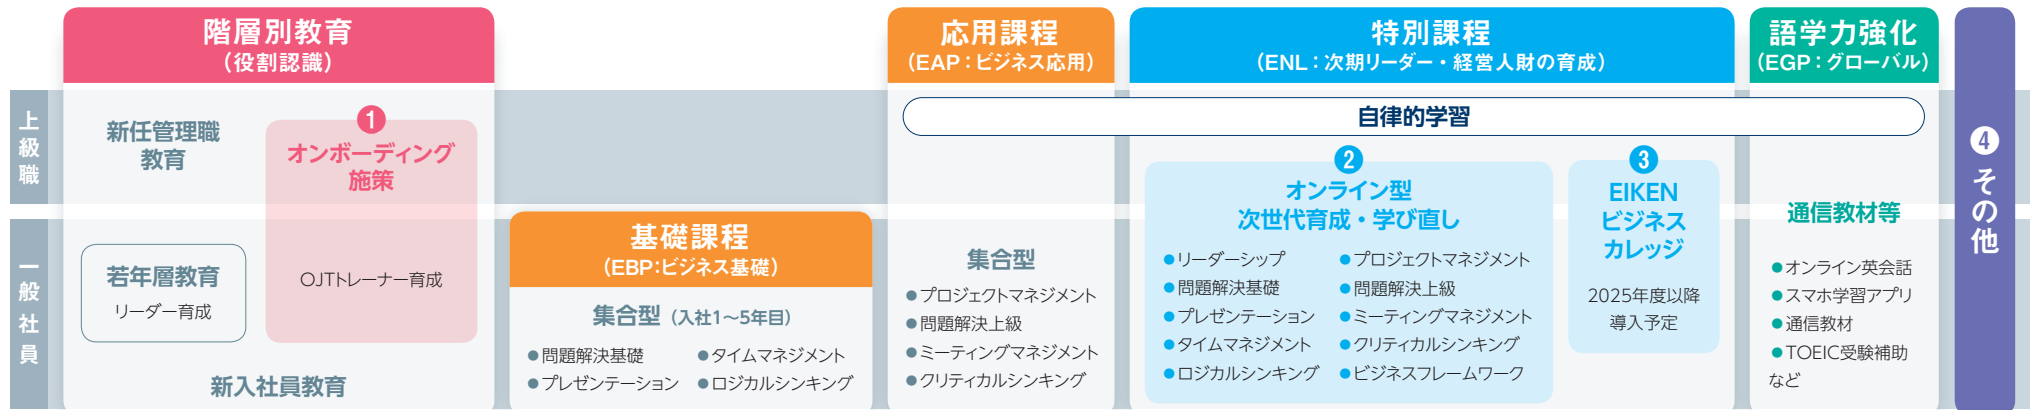 階層別教育
(役割認識)
応用課程
(EAP：ビジネス応用)
特別課程
(ENL：次期リーダー・経営人財の育成)
語学力強化
(EGP：グローバル)
上級職
一般社員
新任管理職
教育
❶
オンボーディング
施策
OJTトレーナー育成
若年層教育
リーダー育成
新入社員教育
基礎課程
(EBP：ビジネス基礎)
集合型 (入社1～5年目)
●問題解決基礎
●プレゼンテーション
●タイムマネジメント
●ロジカルシンキング
自律的学習
集合型
●プロジェクトマネジメント
●問題解決上級
●ミーティングマネジメント
●クリティカルシンキング
❷
オンライン型
次世代育成・学び直し
●リーダーシップ
●問題解決基礎
●プレゼンテーション
●タイムマネジメント
●ロジカルシンキング
●プロジェクトマネジメント
●問題解決上級
●ミーティングマネジメント
●クリティカルシンキング
●ビジネスフレームワーク
❸
EIKEN
ビジネス
カレッジ
2025年度以降
導入予定
通信教材等
●オンライン英会話
●スマホ学習アプリ
●通信教材
●TOEIC受験補助
など
❹その他